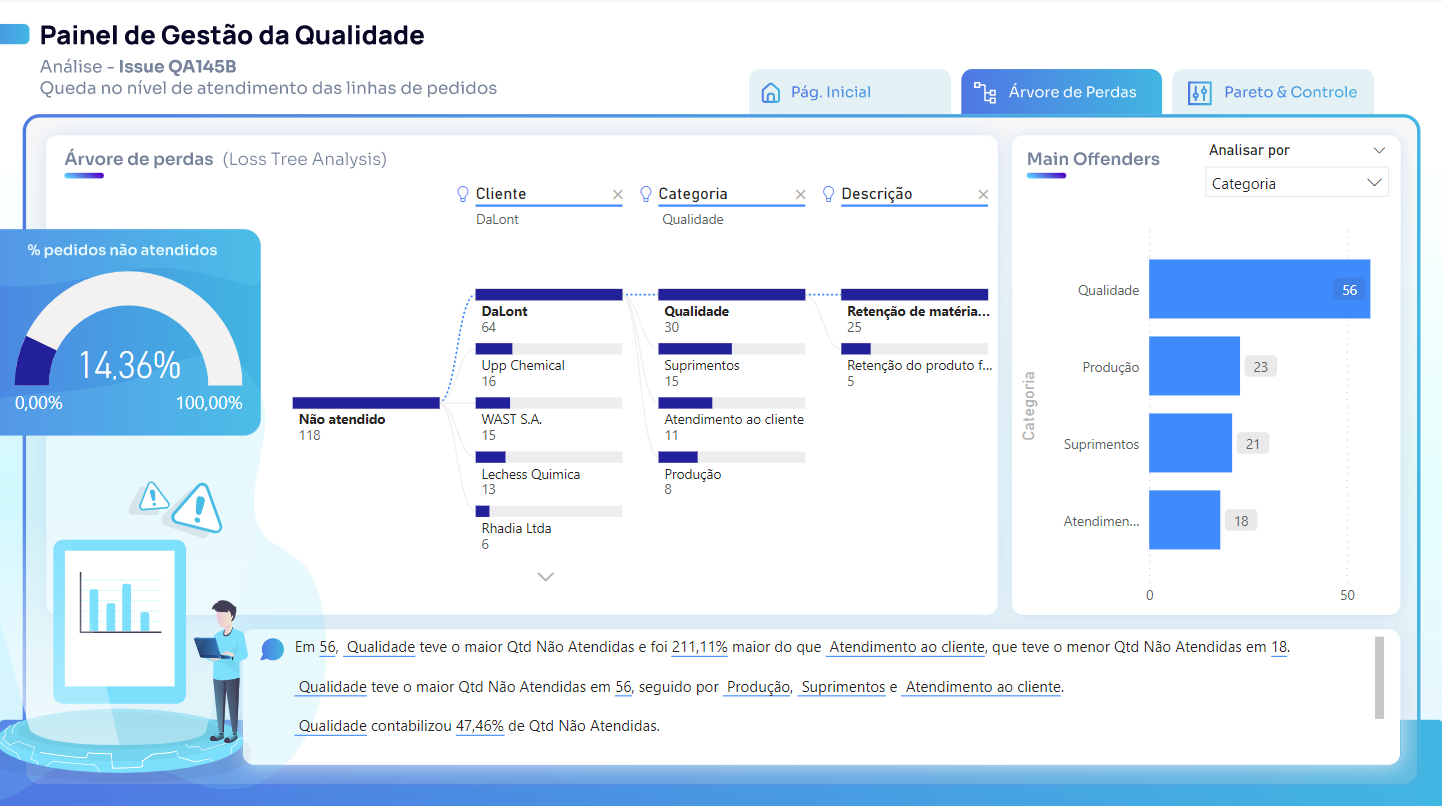 Painel de Gestão da Qualidade
Análise - Issue QA145B
Queda no nível de atendimento das linhas de pedidos
Pág. Inicial
Árvore de Perdas
Pareto & Controle
Árvore de perdas (Loss Tree Analysis)
Cliente
DaLont
Categoria
Qualidade
Descrição
% pedidos não atendidos
14,36%
0,00%
100,00%
Não atendido
118
DaLont
64
Upp Chemical
16
WAST S.A.
15
Lechess Quimica
13
Rhadia Ltda
6
Qualidade
30
Suprimentos
15
Atendimento ao cliente
11
Produção
8
Retenção de matéria...
25
Retenção do produto f...
5
Main Offenders
Analisar por
Categoria
Categoria
Qualidade
56
Produção
23
Suprimentos
21
Atendimen...
18
0
50
Em 56, Qualidade teve o maior Qtd Não Atendidas e foi 211,11% maior do que Atendimento ao cliente, que teve o menor Qtd Não Atendidas em 18.
Qualidade teve o maior Qtd Não Atendidas em 56, seguido por Produção, Suprimentos e Atendimento ao cliente.
Qualidade contabilizou 47,46% de Qtd Não Atendidas.